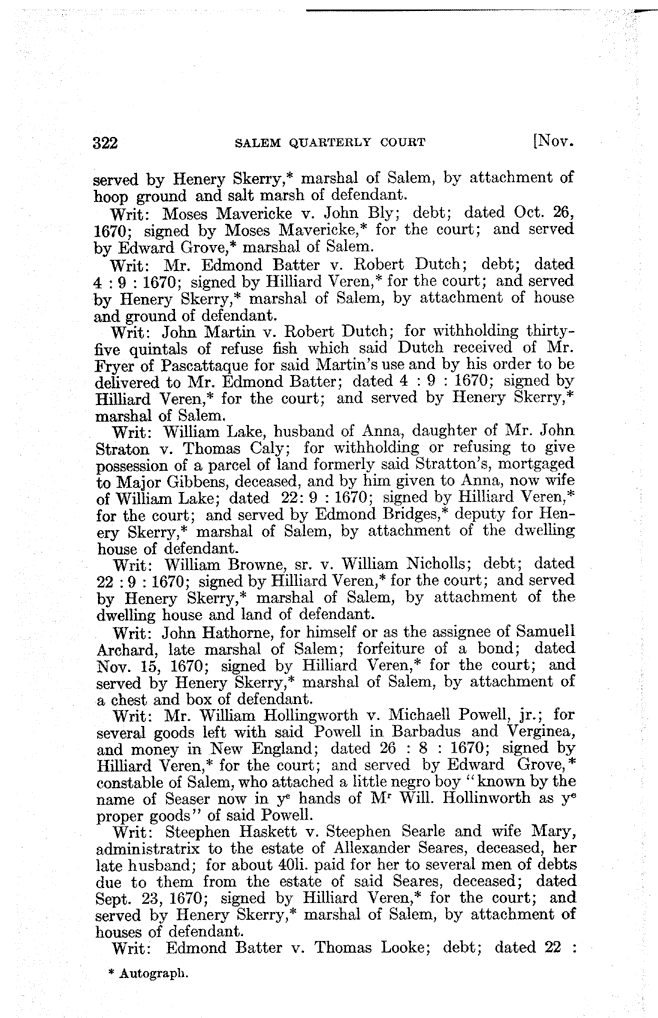 322 SALEM QUARTERLY COURT [Nov.
served by Henery Skerry,* marshal of Salem, by attachment of
hoop ground and salt marsh of defendant.
Writ: Moses Mavericke v. John Bly; debt; dated Oct. 26,
1670; signed by Moses Mavericke,* for the court; and served
by Edward Grove,* marshal of Salem.
Writ: Mr. Edmond Batter v. Robert Dutch; debt; dated
4 : 9 : 1670; signed by Hilliard Veren,* for the court; and served
by Henery Skerry,* marshal of Salem, by attachment of house
and ground of defendant.
Writ: John Martin v. Robert Dutch; for withholding thirty-
five quintals of refuse fish which said Dutch received of Mr.
Fryer of Pascattaque for said Martin's use and by his order to be
delivered to Mr. Edmond Batter; dated 4 : 9 : 1670; signed by
Hilliard Veren,* for the court; and served by Henery Skerry,*
marshal of Salem.
Writ: William Lake, husband of Anna, daughter of Mr. John
Straton v. Thomas Caly; for withholding or refusing to give
possession of a parcel of land formerly said Stratton's, mortgaged
to Major Gibbens, deceased, and by him given to Anna, now wife
of William Lake; dated 22: 9 : 1670; signed by Hilliard Veren,*
for the court; and served by Edmond Bridges,* deputy for Hen-
ery Skerry,* marshal of Salem, by attachment of the dwelling
house of defendant.
Writ: William Browne, sr. v. William Nicholls; debt; dated
22 : 9 : 1670; signed by Hilliard Veren,* for the court; and served
by Henery Skerry,* marshal of Salem, by attachment of the
dwelling house and land of defendant.
Writ: John Hathorne, for himself or as the assignee of Samuell
Archard, late marshal of Salem; forfeiture of a bond; dated
Nov. 15, 1670; signed by Hilliard Veren,* for the court; and
served by Henery Skerry,* marshal of Salem, by attachment of
a chest and box of defendant.
Writ: Mr. William Hollingworth v. Michaell Powell, jr.; for
several goods left with said Powell in Barbadus and Verginea,
and money in New England; dated 26 : 8 : 1670; signed by
Hilliard Veren,* for the court; and served by Edward Grove,*
constable of Salem, who attached a little negro boy "known by the
name of Seaser now in yᵉ hands of Mʳ Will. Hollinworth as yᵉ
proper goods" of said Powell.
Writ: Steephen Haskett v. Steephen Searle and wife Mary,
administratrix to the estate of Allexander Seares, deceased, her
late husband; for about 40li. paid for her to several men of debts
due to them from the estate of said Seares, deceased; dated
Sept. 23, 1670; signed by Hilliard Veren,* for the court; and
served by Henery Skerry,* marshal of Salem, by attachment of
houses of defendant.
Writ: Edmond Batter v. Thomas Looke; debt; dated 22 :
* Autograph.